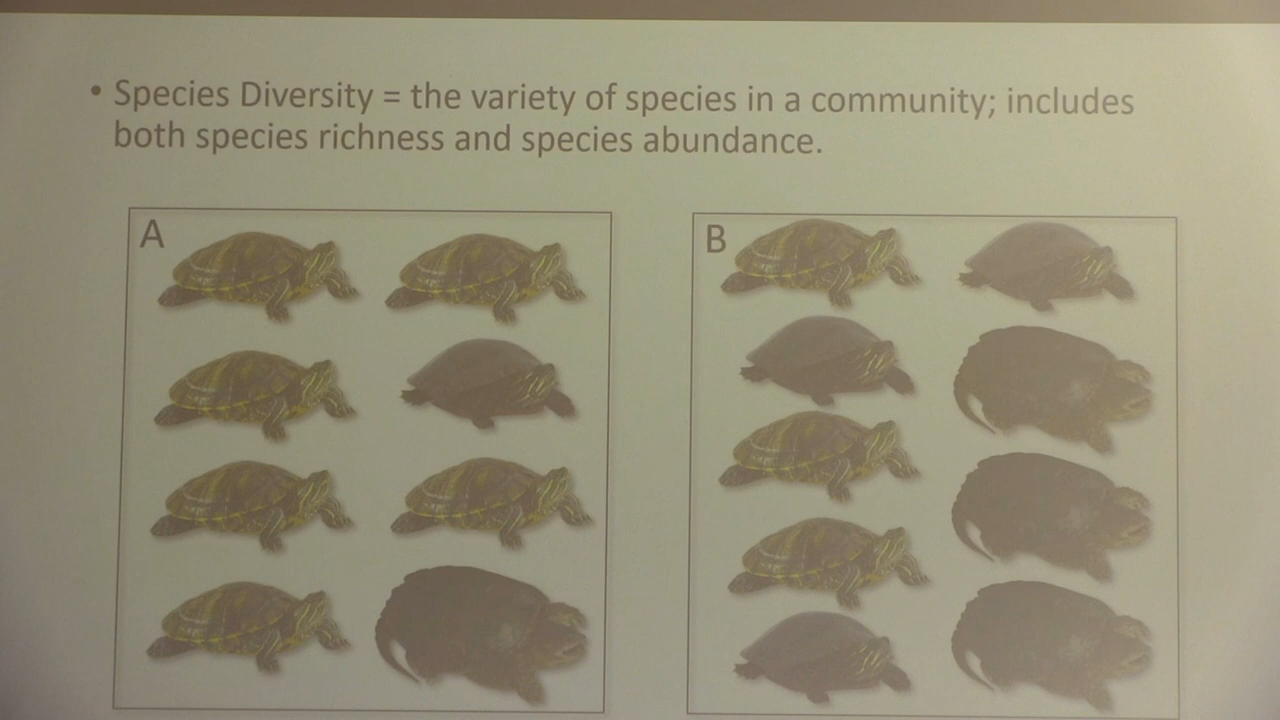 • Species Diversity = the variety of species in a community; includes
both species richness and species abundance.
A
B